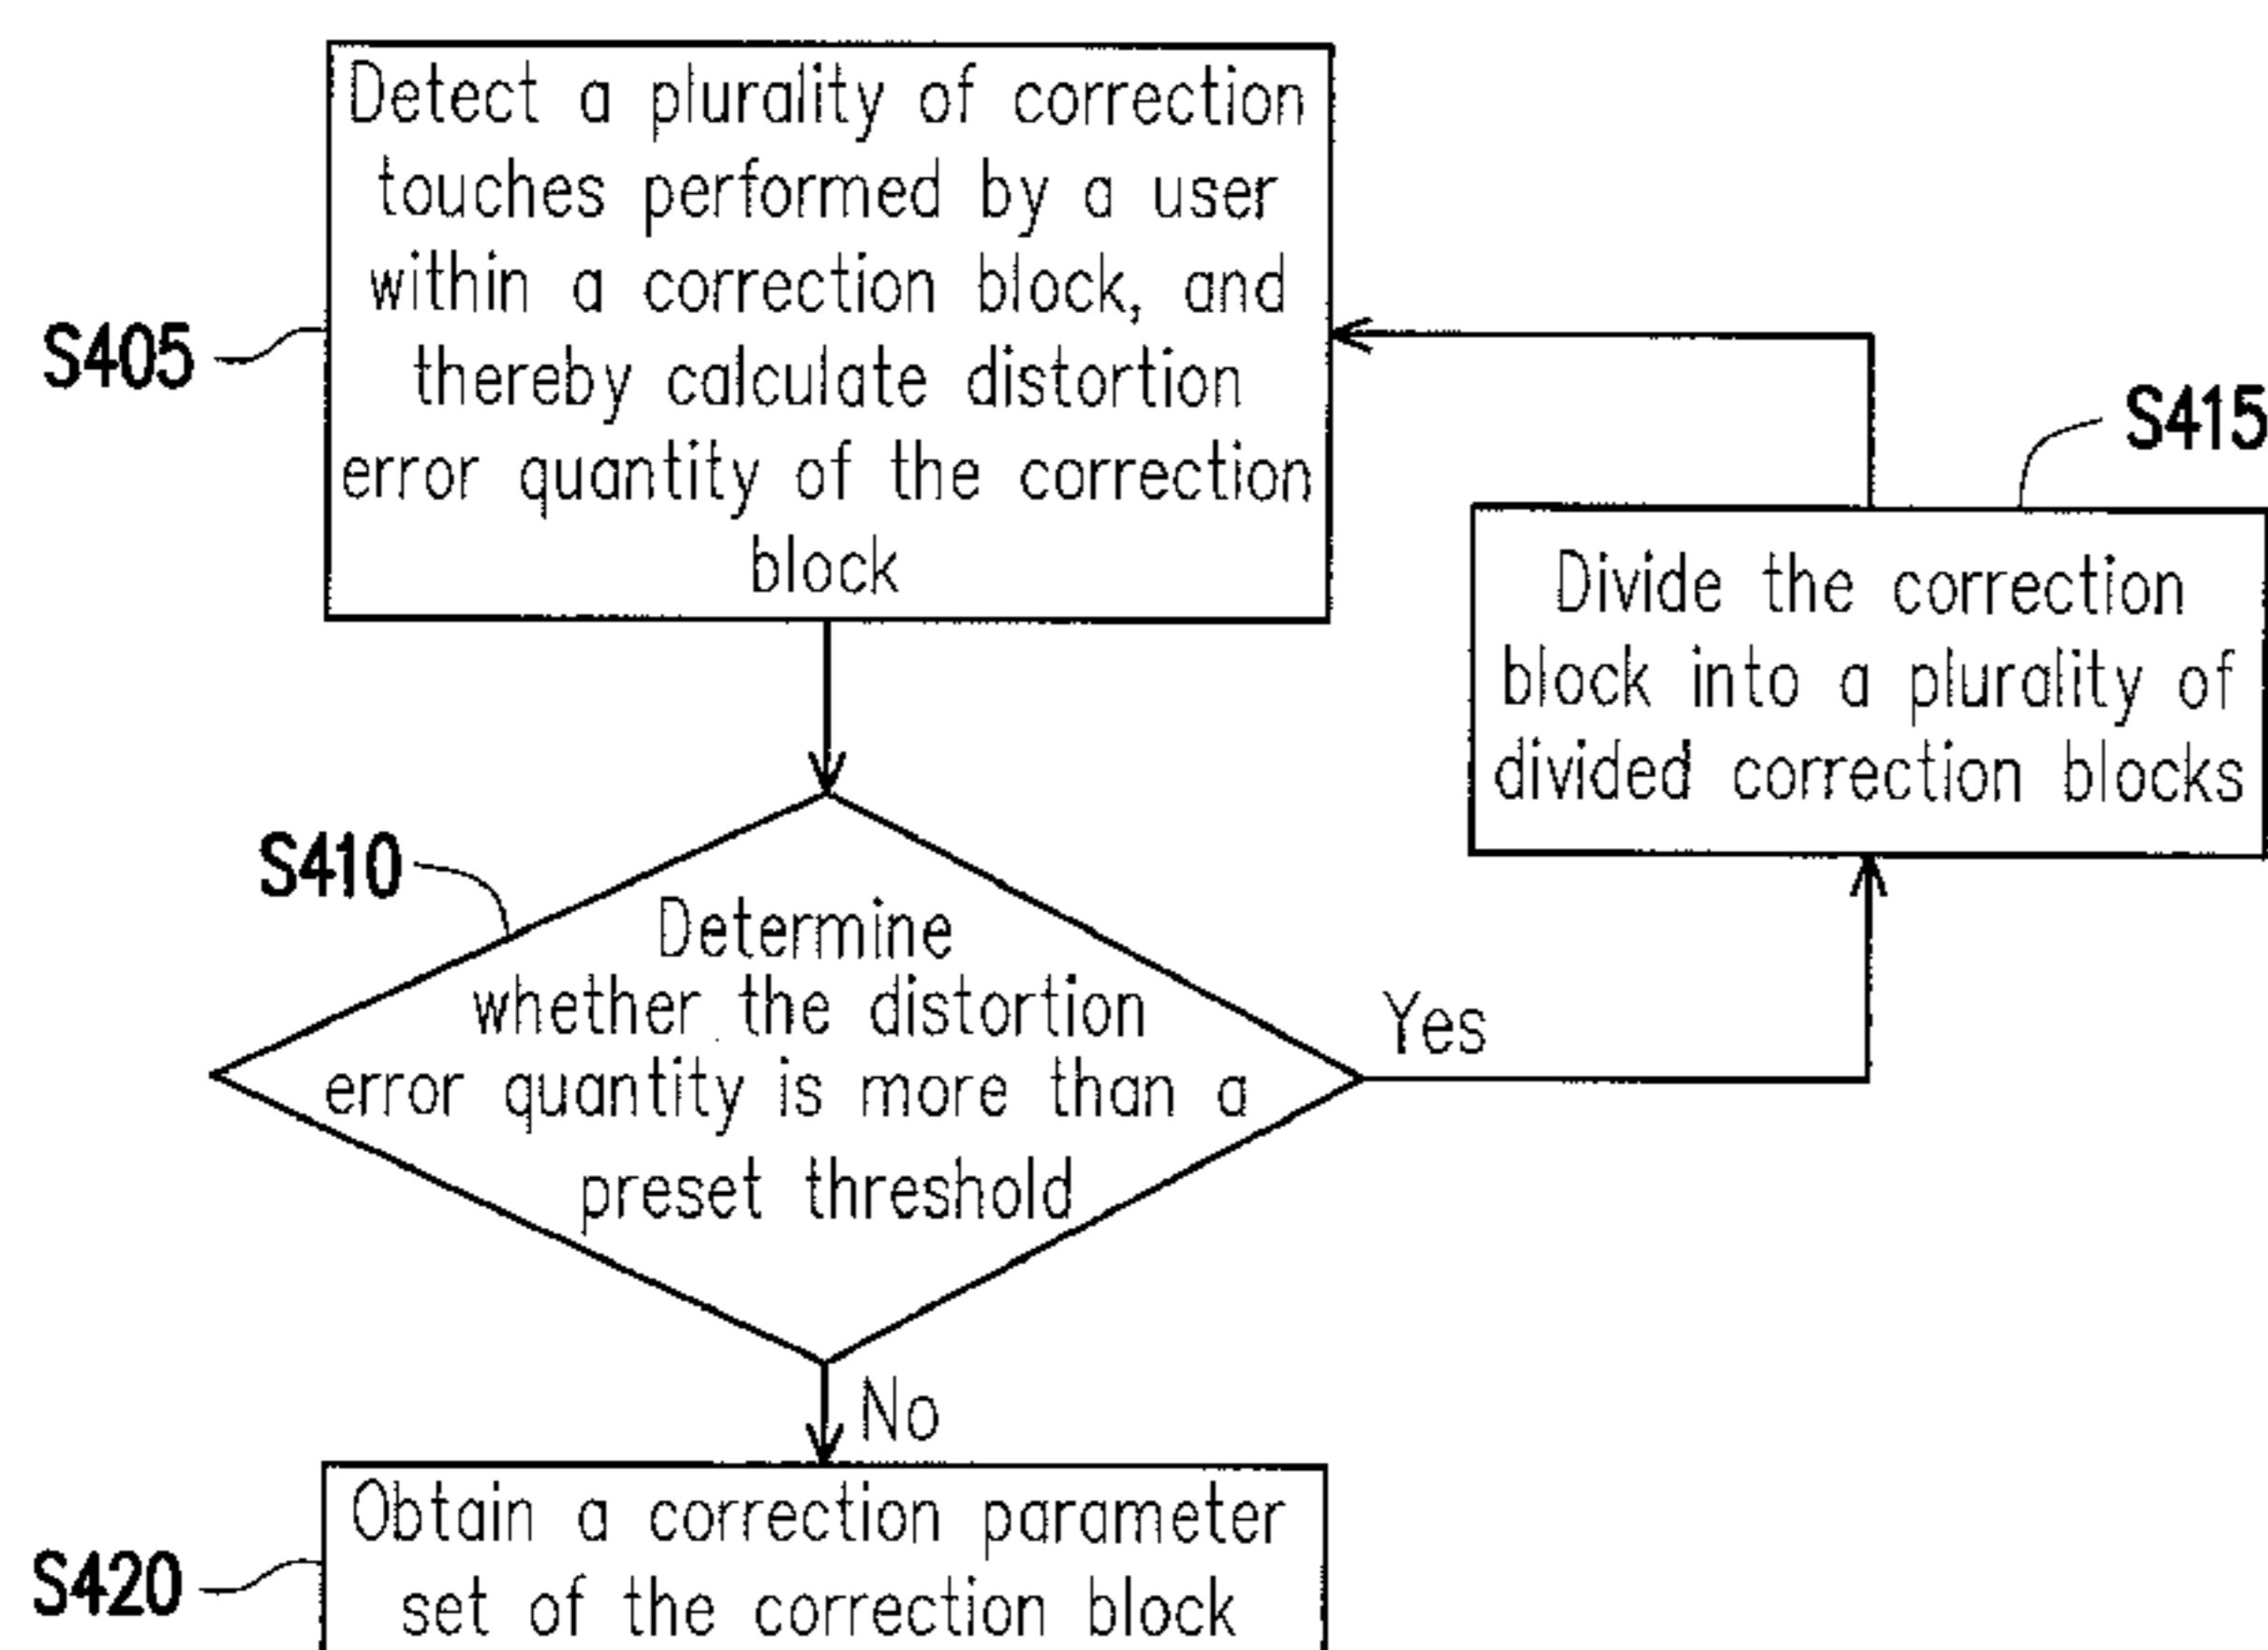 Detect a plurality of correction
touches performed by a user
within a correction block, and
thereby calculate distortion
error quantity of the correction
block
S405
S415
Divide the correction
block into a plurality of
divided correction blocks
S410
Determine
whether the distortion
error quantity is more than a
preset threshold
Yes
No
Obtain a correction parameter
set of the correction block
S420